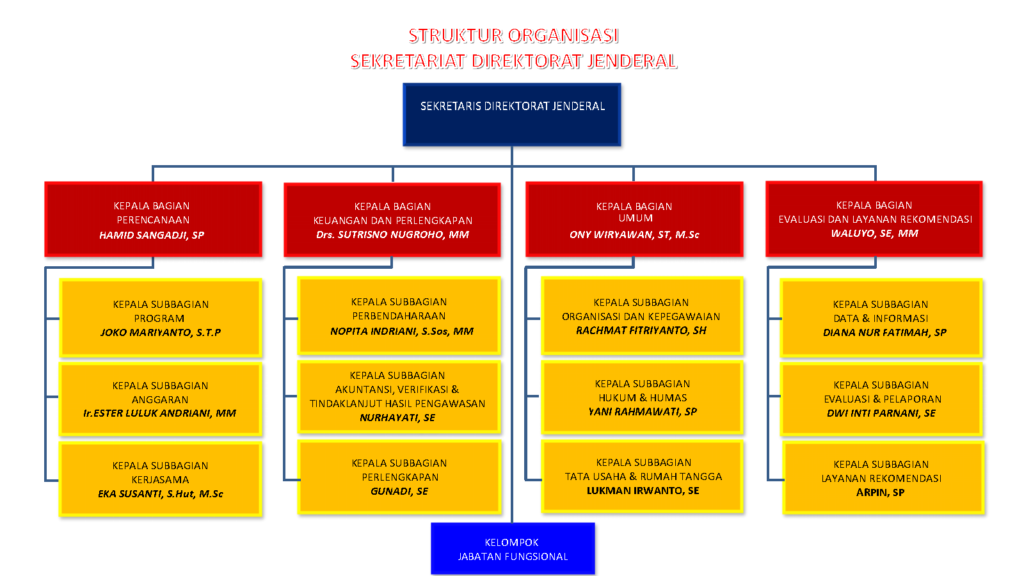 STRUKTUR ORGANISASI
SEKRETARIAT DIREKTORAT JENDERAL
SEKRETARIS DIREKTORAT JENDERAL
KEPALA BAGIAN
PERENCANAAN
HAMID SANGADJI, SP
KEPALA BAGIAN
KEUANGAN DAN PERLENGKAPAN
Drs. SUTRISNO NUGROHO, MM
KEPALA BAGIAN
UMUM
ONY WIRYAWAN, ST, M.Sc
KEPALA BAGIAN
EVALUASI DAN LAYANAN REKOMENDASI
WALUYO, SE, MM
KEPALA SUBBAGIAN
PROGRAM
JOKO MARIYANTO, S.T.P
KEPALA SUBBAGIAN
PERBENDAHARAAN
NOPITA INDRIANI, S.Sos, MM
KEPALA SUBBAGIAN
ORGANISASI DAN KEPEGAWAIAN
RACHMAT FITRIYANTO, SH
KEPALA SUBBAGIAN
DATA & INFORMASI
DIANA NUR FATIMAH, SP
KEPALA SUBBAGIAN
ANGGARAN
Ir.ESTER LULUK ANDRIANI, MM
KEPALA SUBBAGIAN
AKUNTANSI, VERIFIKASI &
TINDAKLANJUT HASIL PENGAWASAN
NURHAYATI, SE
KEPALA SUBBAGIAN
HUKUM & HUMAS
YANI RAHMAWATI, SP
KEPALA SUBBAGIAN
EVALUASI & PELAPORAN
DWI INTI PARNANI, SE
KEPALA SUBBAGIAN
KERJASAMA
EKA SUSANTI, S.Hut, M.Sc
KEPALA SUBBAGIAN
PERLENGKAPAN
GUNADI, SE
KEPALA SUBBAGIAN
TATA USAHA & RUMAH TANGGA
LUKMAN IRWANTO, SE
KEPALA SUBBAGIAN
LAYANAN REKOMENDASI
ARPIN, SP
KELOMPOK
JABATAN FUNGSIONAL